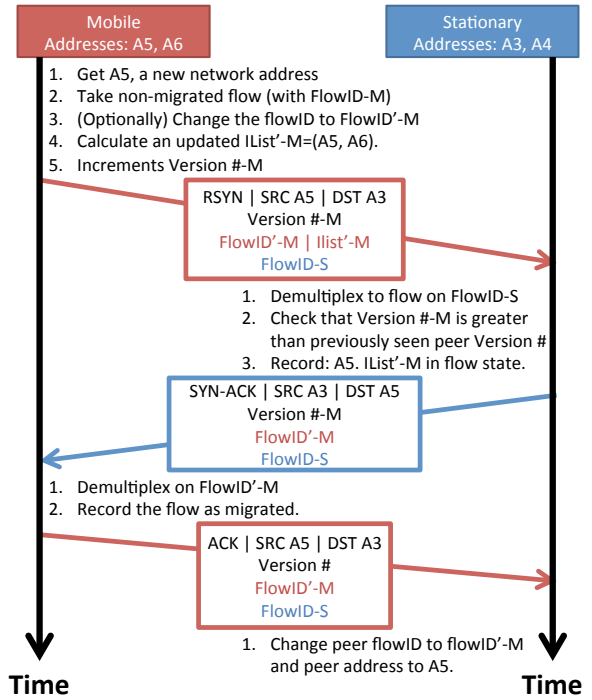 Mobile
Addresses: A5, A6
Stationary
Addresses: A3, A4
1. Get A5, a new network address
2. Take non-migrated flow (with FlowID-M)
3. (Optionally) Change the flowID to FlowID’-M
4. Calculate an updated IList’-M=(A5, A6).
5. Increments Version #-M
RSYN | SRC A5 | DST A3
Version #-M
FlowID’-M | Ilist’-M
FlowID-S
1. Demultiplex to flow on FlowID-S
2. Check that Version #-M is greater
than previously seen peer Version #
3. Record: A5. IList’-M in flow state.
SYN-ACK | SRC A3 | DST A5
Version #-M
FlowID’-M
FlowID-S
1. Demultiplex on FlowID’-M
2. Record the flow as migrated.
ACK | SRC A5 | DST A3
Version #
FlowID’-M
FlowID-S
1. Change peer flowID to flowID’-M
and peer address to A5.
Time
Time